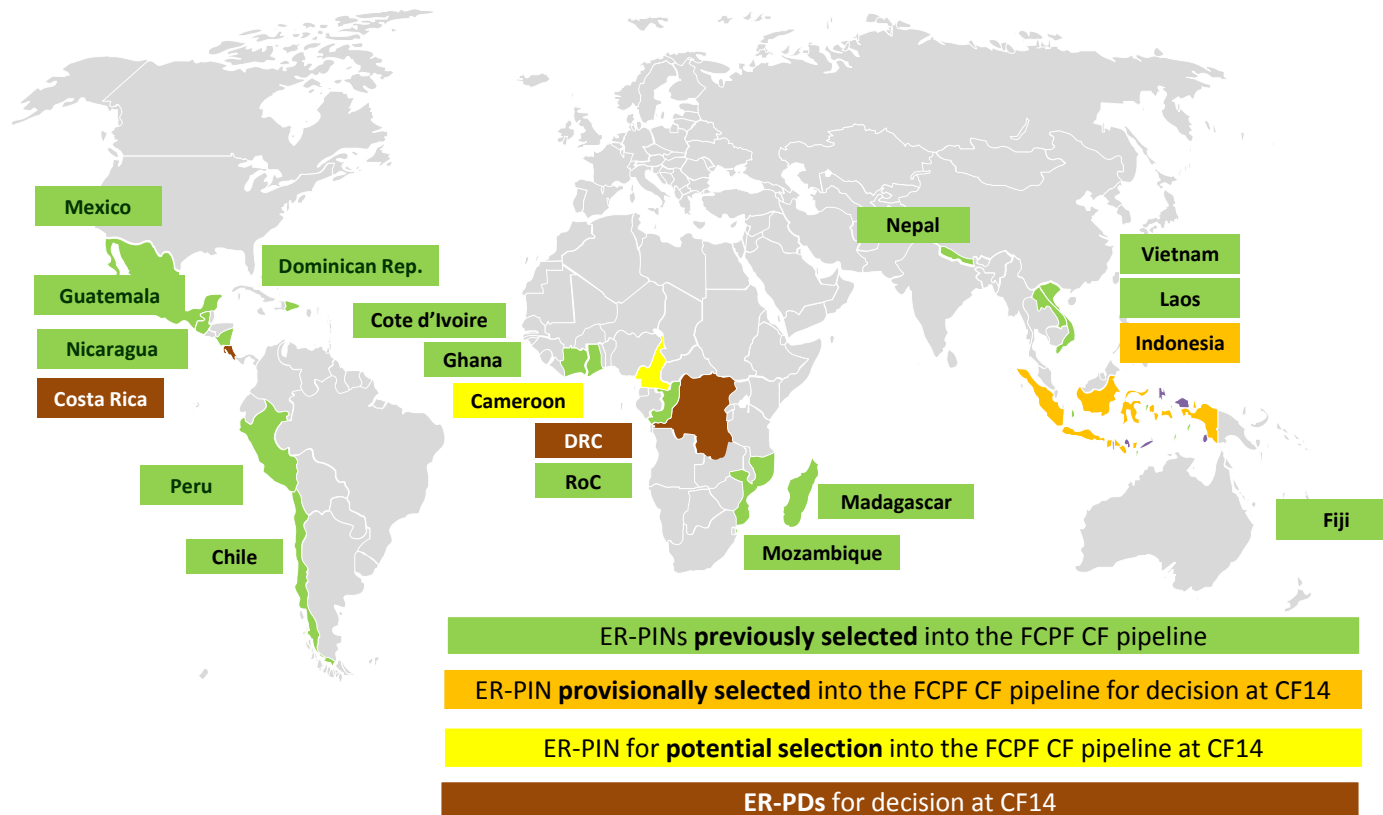 Mexico
Dominican Rep.
Guatemala
Nicaragua
Costa Rica
Peru
Chile
Cote d'Ivoire
Ghana
Cameroon
DRC
RoC
Madagascar
Mozambique
Nepal
Vietnam
Laos
Indonesia
Fiji
ER-PINs previously selected into the FCPF CF pipeline
ER-PIN provisionally selected into the FCPF CF pipeline for decision at CF14
ER-PIN for potential selection into the FCPF CF pipeline at CF14
ER-PDs for decision at CF14